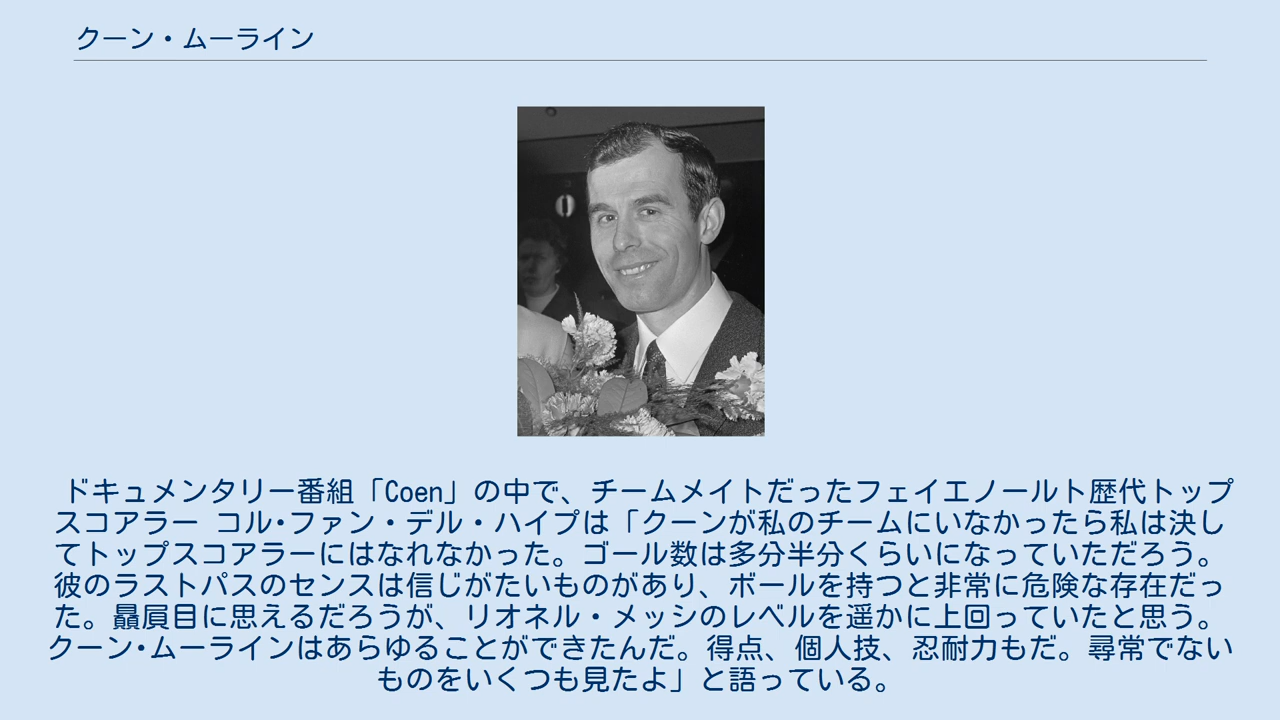 クーン・ムーライン
ドキュメンタリー番組「Coen」の中で、チームメイトだったフェイエノールト歴代トップ
スコアラー コル･ファン・デル・ハイプは「クーンが私のチームにいなかったら私は決し
てトップスコアラーにはなれなかった。ゴール数は多分半分くらいになっていただろう。
彼のラストパスのセンスは信じがたいものがあり、ボールを持つと非常に危険な存在だっ
た。贔屓目に思えるだろうが、リオネル・メッシのレベルを遥かに上回っていたと思う。
クーン･ムーラインはあらゆることができたんだ。得点、個人技、忍耐力もだ。尋常でない
ものをいくつも見たよ」と語っている。